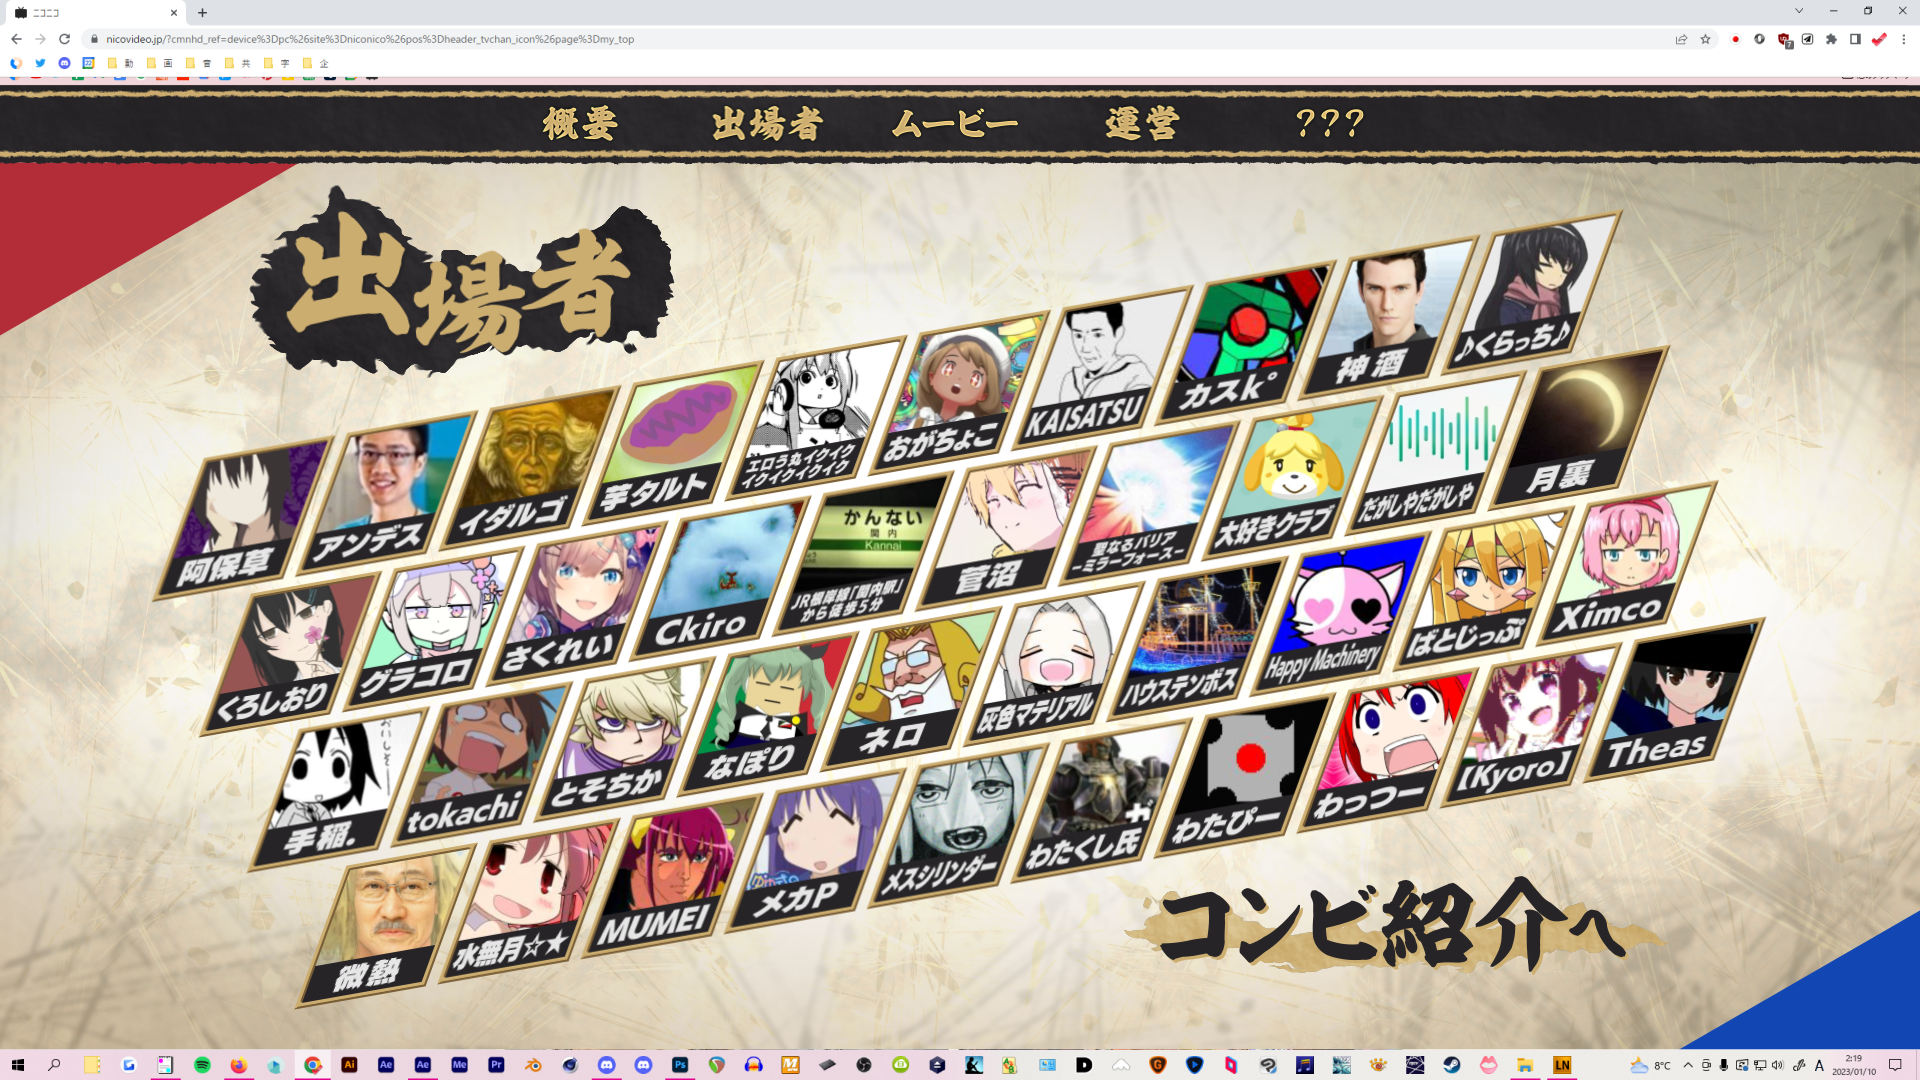 ニコニコ
nicovideo.jp/?cmnhd_ref=device%3Dpc%26site%3Dniconico%26pos%3Dheader_tvchan_icon%26page%3Dmy_top
動 画 音 共 字 企
概要 出場者 ムービー 運営 ???
出場者
阿保草
アンデス
イダルゴ
芋タルト
エロう丸イクイク
イクイクイクイク
おがちょこ
KAISATSU
カスk°
神酒
♪くらっち♪
くろしおり
グラコロ
さくれい
Ckiro
かんない
関内
Kannai
JR根岸線「関内駅」
から徒歩5分
菅沼
聖なるバリア
ーミラーフォースー
大好きクラブ
だがしやだがしや
月裏
手稲.
tokachi
とそちか
なぽり
ネロ
灰色マテリアル
ハウステンボス
Happy Machinery
ばとじっぷ
Ximco
微熱
水無月☆★
MUMEI
メカP
メスシリンダー
わたくし氏
わたぴー
わっつー
【Kyoro】
Theas
コンビ紹介へ
8°C
A
2:19
2023/01/10